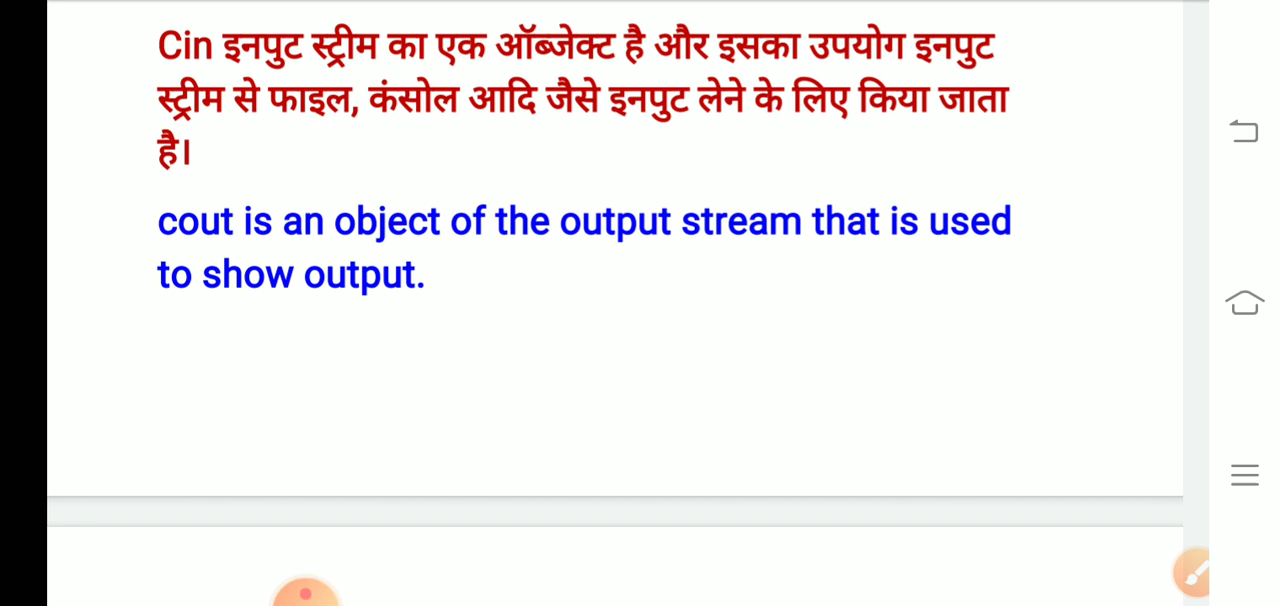 Cin इनपुट स्ट्रीम का एक ऑब्जेक्ट है और इसका उपयोग इनपुट
स्ट्रीम से फाइल, कंसोल आदि जैसे इनपुट लेने के लिए किया जाता
है।
cout is an object of the output stream that is used
to show output.